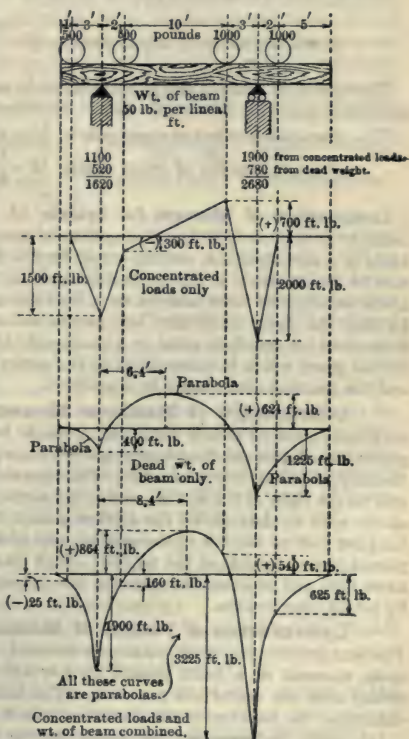 1' 3' 2' 10' 3' 2' 5'
500 500 pounds 1000 1000
Wt. of beam
50 lb. per lineal
ft.
1100
520
1620
1900 from concentrated loads.
780 from dead weight.
2680
(+) 700 ft. lb.
(-) 300 ft. lb.
1500 ft. lb.
Concentrated
loads only
2000 ft. lb.
6.4'
Parabola
(+) 624 ft. lb.
Parabola
400 ft. lb.
1225 ft. lb.
Dead wt. of
beam only.
Parabola
8.4'
(+) 864 ft. lb.
(+) 540 ft. lb.
160 ft. lb.
(-) 25 ft. lb.
1900 ft. lb.
625 ft. lb.
3225 ft. lb.
All these curves
are parabolas.
Concentrated loads and
wt. of beam combined.